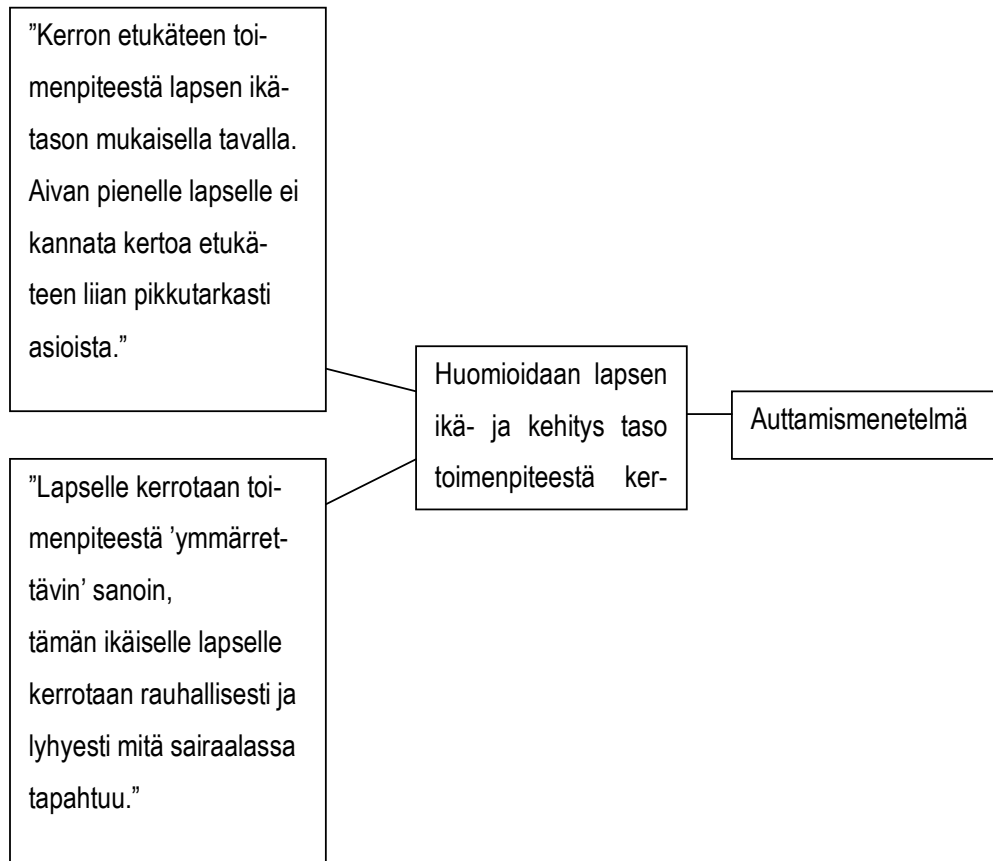 ”Kerron etukäteen toi-
menpiteestä lapsen ikä-
tason mukaisella tavalla.
Aivan pienelle lapselle ei
kannata kertoa etukä-
teen liian pikkutarkasti
asioista.”
”Lapselle kerrotaan toi-
menpiteestä ’ymmärret-
tävin’ sanoin,
tämän ikäiselle lapselle
kerrotaan rauhallisesti ja
lyhyesti mitä sairaalassa
tapahtuu.”
Huomioidaan lapsen
ikä- ja kehitys taso
toimenpiteestä ker-
Auttamismenetelmä